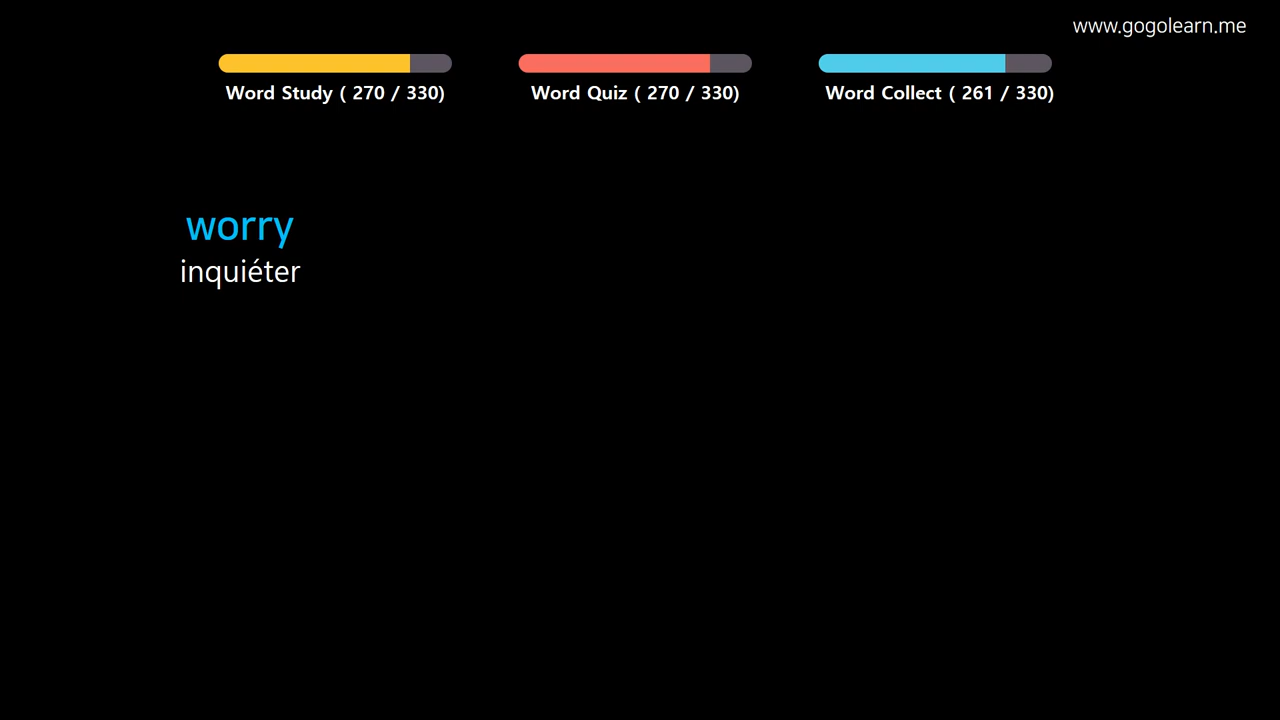 www.gogolearn.me
Word Study ( 270 / 330)
Word Quiz ( 270 / 330)
Word Collect ( 261 / 330)
worry
inquiéter